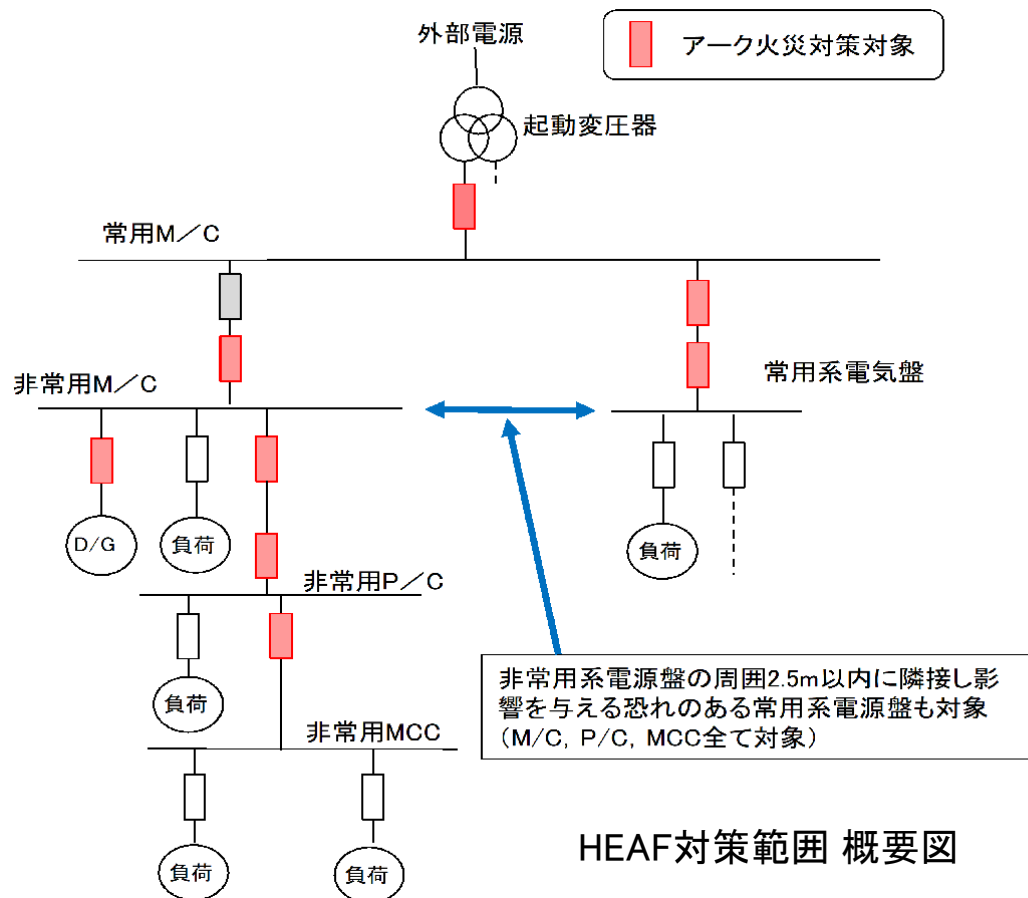 外部電源
アーク火災対策対象
起動変圧器
常用M／C
非常用M／C
常用系電気盤
D/G
負荷
負荷
非常用P／C
負荷
非常用系電源盤の周囲2.5m以内に隣接し影
響を与える恐れのある常用系電源盤も対象
（M/C, P/C, MCC全て対象）
非常用MCC
負荷
負荷
HEAF対策範囲 概要図